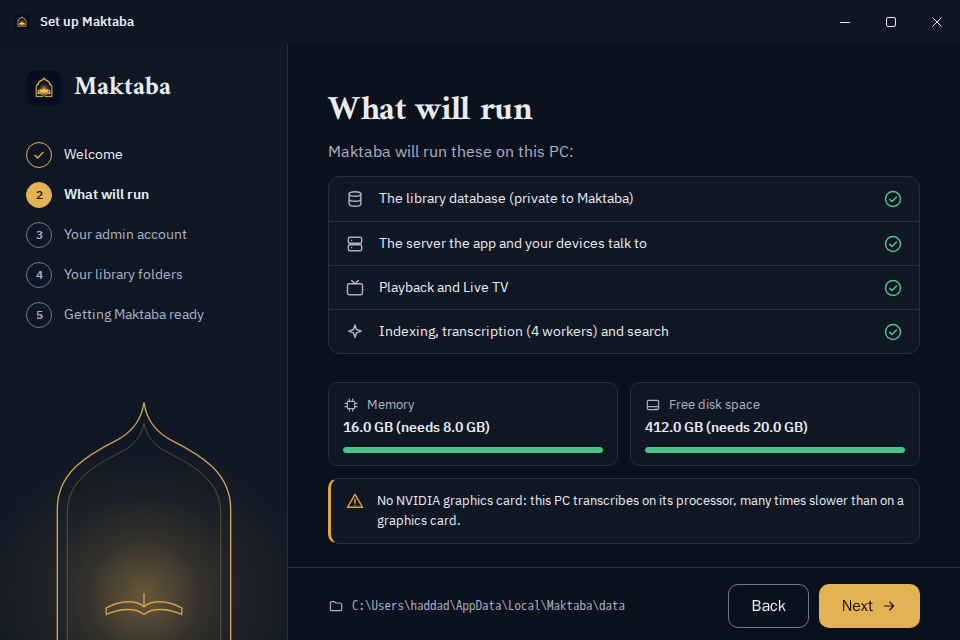 Set up Maktaba
Maktaba
Welcome
2 What will run
3 Your admin account
4 Your library folders
5 Getting Maktaba ready
What will run
Maktaba will run these on this PC:
The library database (private to Maktaba)
The server the app and your devices talk to
Playback and Live TV
Indexing, transcription (4 workers) and search
Memory
16.0 GB (needs 8.0 GB)
Free disk space
412.0 GB (needs 20.0 GB)
No NVIDIA graphics card: this PC transcribes on its processor, many times slower than on a
graphics card.
C:\Users\haddad\AppData\Local\Maktaba\data
Back
Next